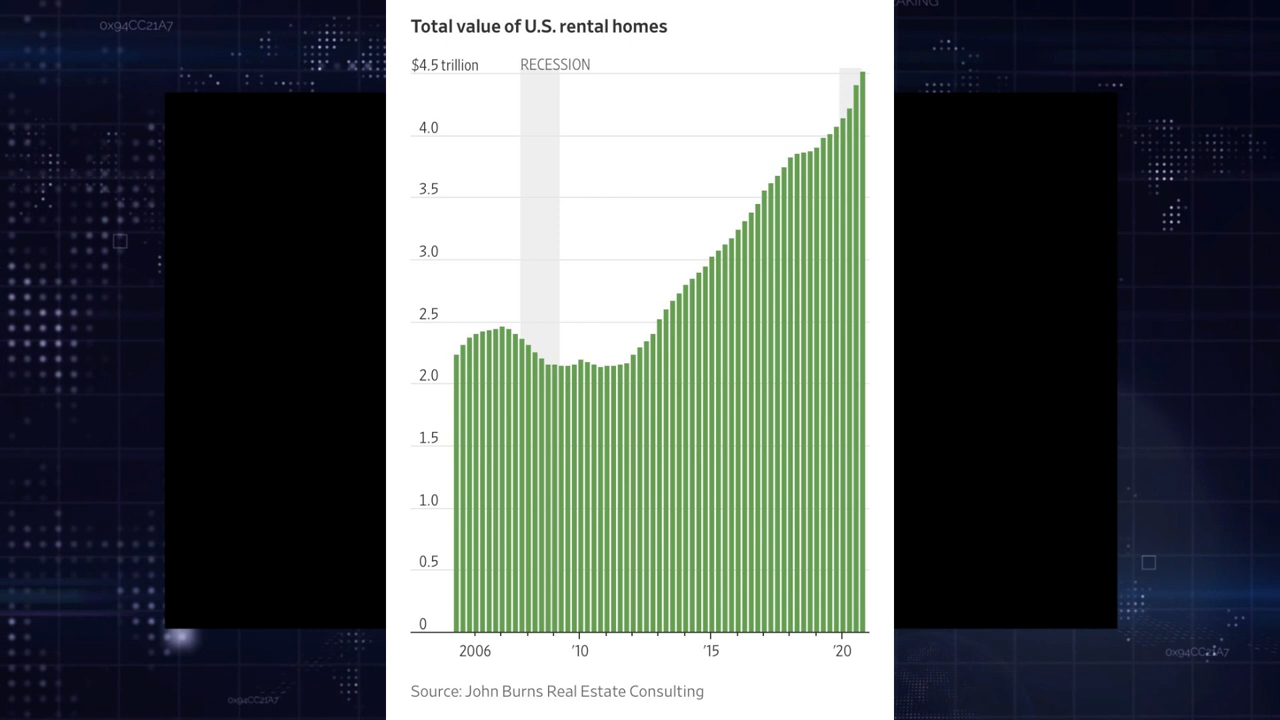 0x94CC21A7
AKING
Total value of U.S. rental homes
$4.5 trillion
RECESSION
4.0
3.5
3.0
2.5
2.0
1.5
1.0
0.5
0
2006
'10
'15
'20
Source: John Burns Real Estate Consulting
0x94CC21A7
0x94CC21A7